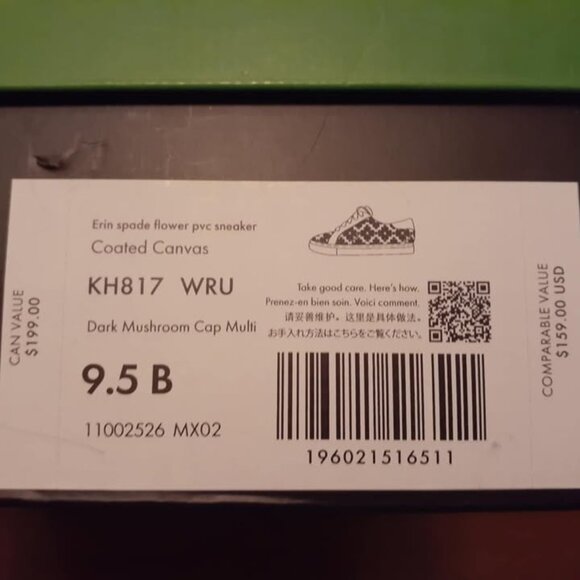 CAN VALUE
$199.00
Erin spade flower pvc sneaker
Coated Canvas
KH817 WRU
Dark Mushroom Cap Multi
9.5 B
11002526 MX02
Take good care. Here's how.
Prenez-en bien soin. Voici comment.
请妥善维护。这里是具体做法。
お手入れ方法はこちらをご覧ください。
196021516511
COMPARABLE VALUE
$159.00 USD